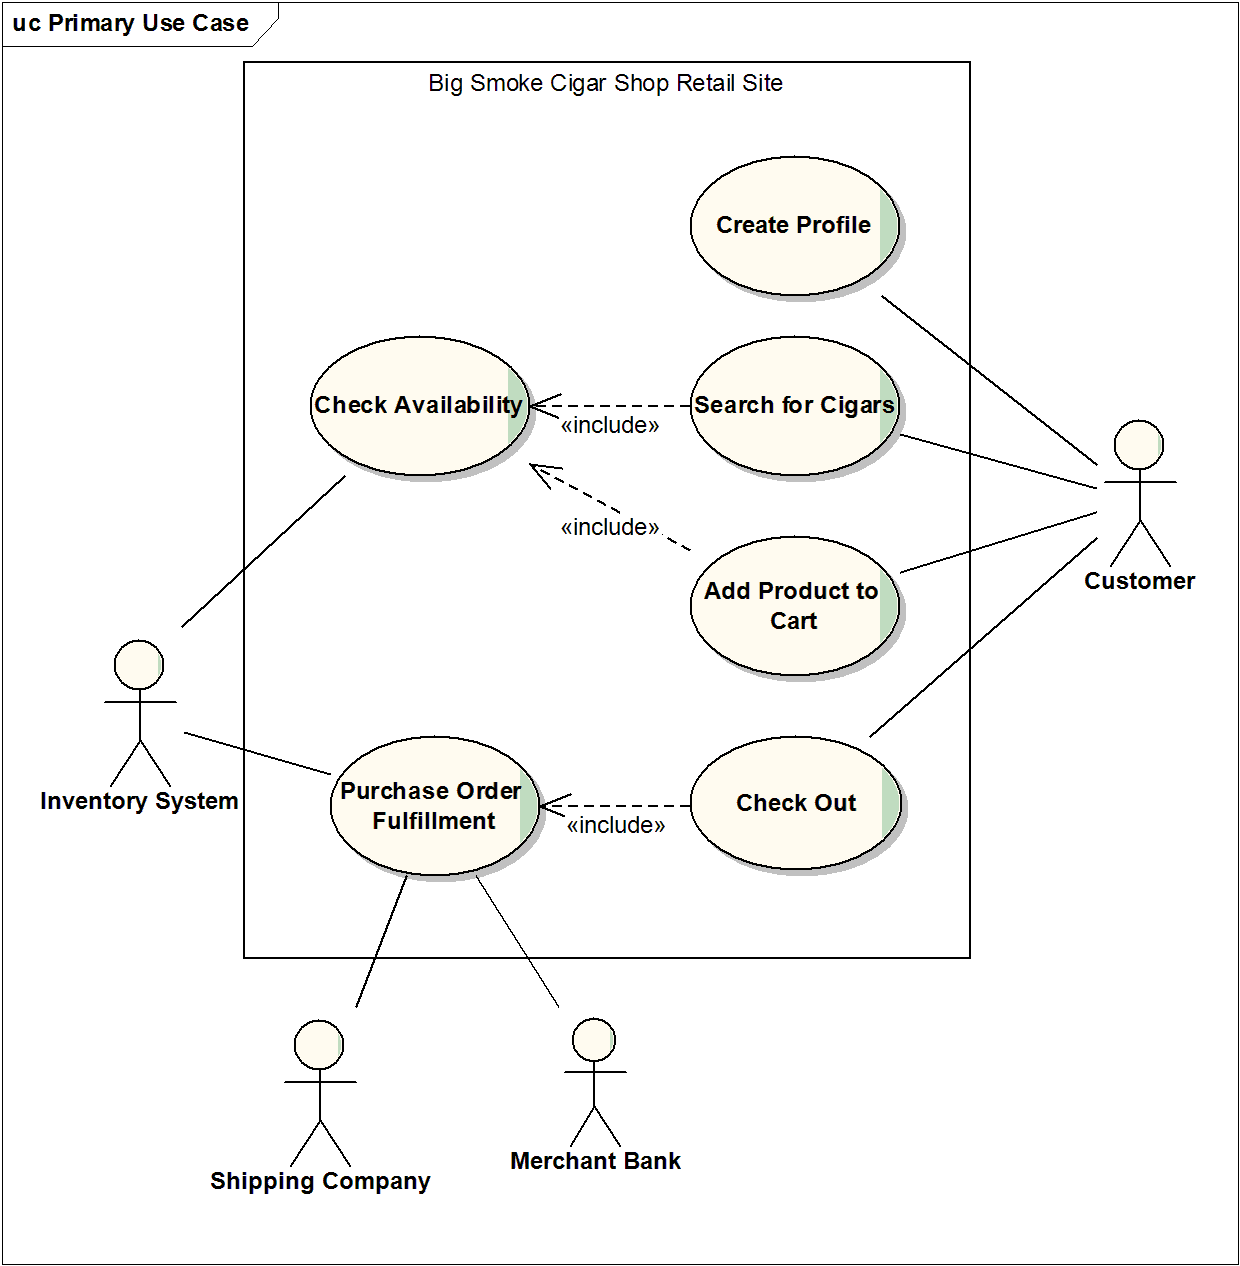 uc Primary Use Case
Big Smoke Cigar Shop Retail Site
Create Profile
Check Availability
«include»
Search for Cigars
«include»
Add Product to
Cart
Customer
Inventory System
Purchase Order
Fulfillment
«include»
Check Out
Shipping Company
Merchant Bank